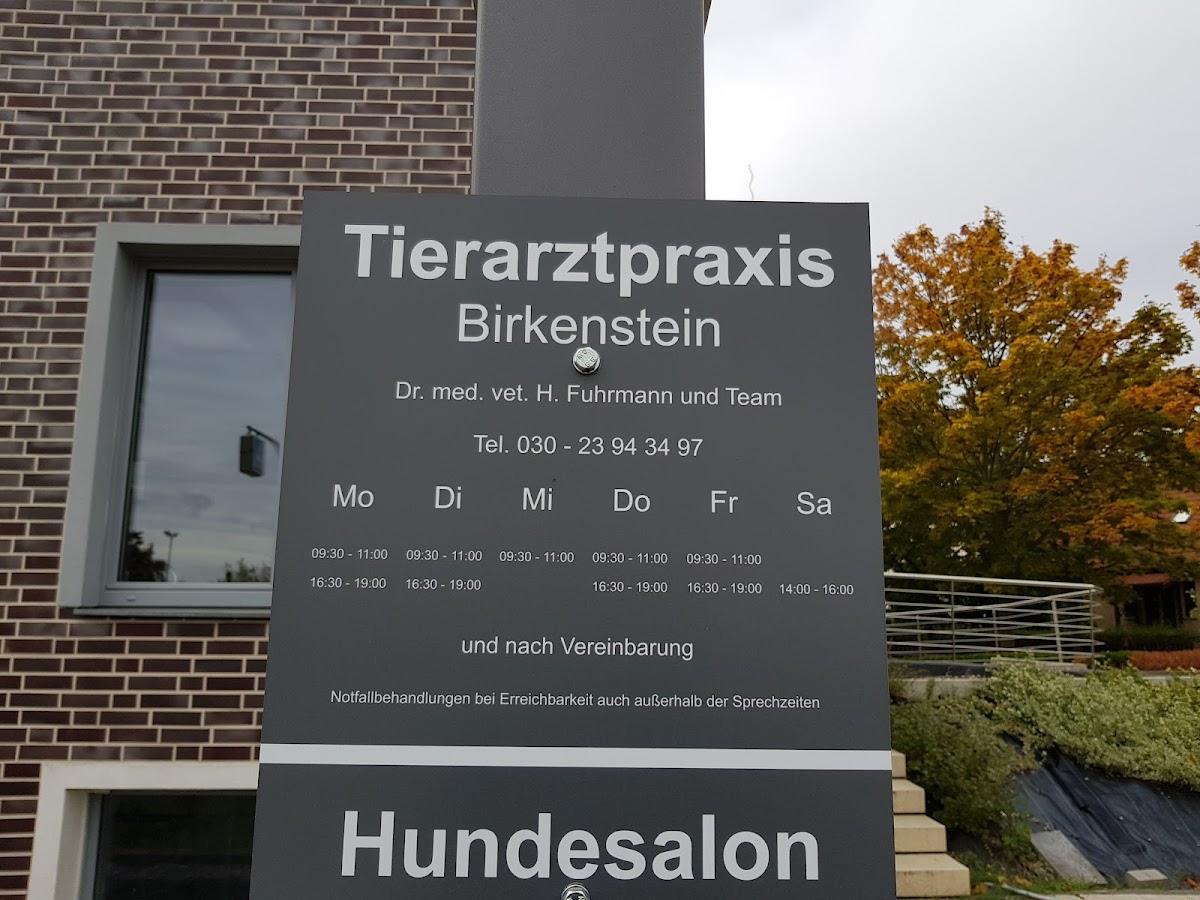 Tierarztpraxis
Birkenstein
Dr. med. vet. H. Fuhrmann und Team
Tel. 030 - 23 94 34 97
Mo Di Mi Do Fr Sa
09:30 - 11:00 09:30 - 11:00 09:30 - 11:00 09:30 - 11:00 09:30 - 11:00
16:30 - 19:00 16:30 - 19:00 16:30 - 19:00 16:30 - 19:00 14:00 - 16:00
und nach Vereinbarung
Notfallbehandlungen bei Erreichbarkeit auch außerhalb der Sprechzeiten
Hundesalon